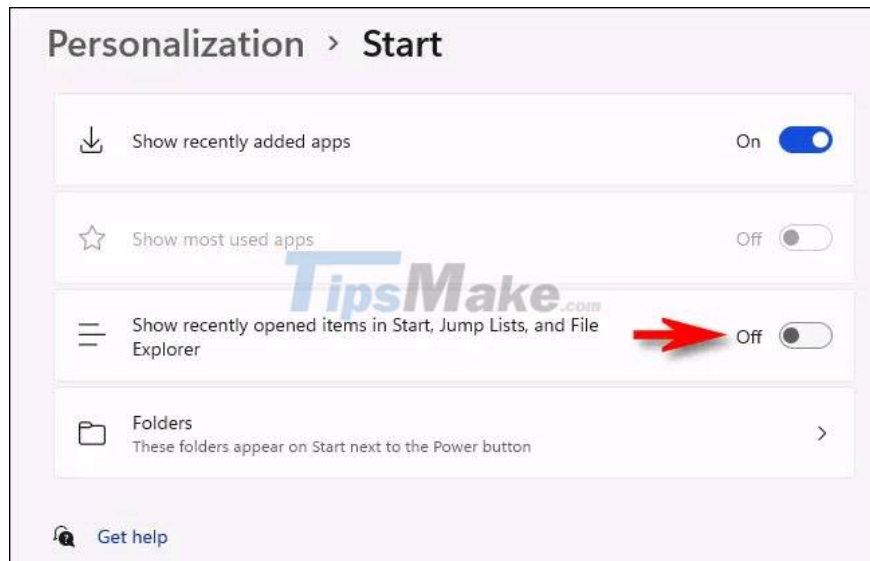 Personalization > Start
Show recently added apps
On
Show most used apps
Off
TipsMake.com
Show recently opened items in Start, Jump Lists, and File
Explorer
Off
Folders
These folders appear on Start next to the Power button
Get help